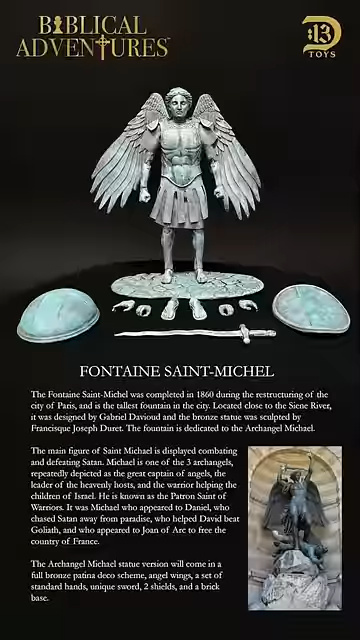 BIBLICAL
ADVENTURES™
:13
TOYS
FONTAINE SAINT-MICHEL
The Fontaine Saint-Michel was completed in 1860 during the restructuring of the
city of Paris, and is the tallest fountain in the city. Located close to the Siene River,
it was designed by Gabriel Davioud and the bronze statue was sculpted by
Francisque Joseph Duret. The fountain is dedicated to the Archangel Michael.
The main figure of Saint Michael is displayed combating
and defeating Satan. Michael is one of the 3 archangels,
repeatedly depicted as the great captain of angels, the
leader of the heavenly hosts, and the warrior helping the
children of Israel. He is known as the Patron Saint of
Warriors. It was Michael who appeared to Daniel, who
chased Satan away from paradise, who helped David beat
Goliath, and who appeared to Joan of Arc to free the
country of France.
The Archangel Michael statue version will come in a
full bronze patina deco scheme, angel wings, a set of
standard hands, unique sword, 2 shields, and a brick
base.